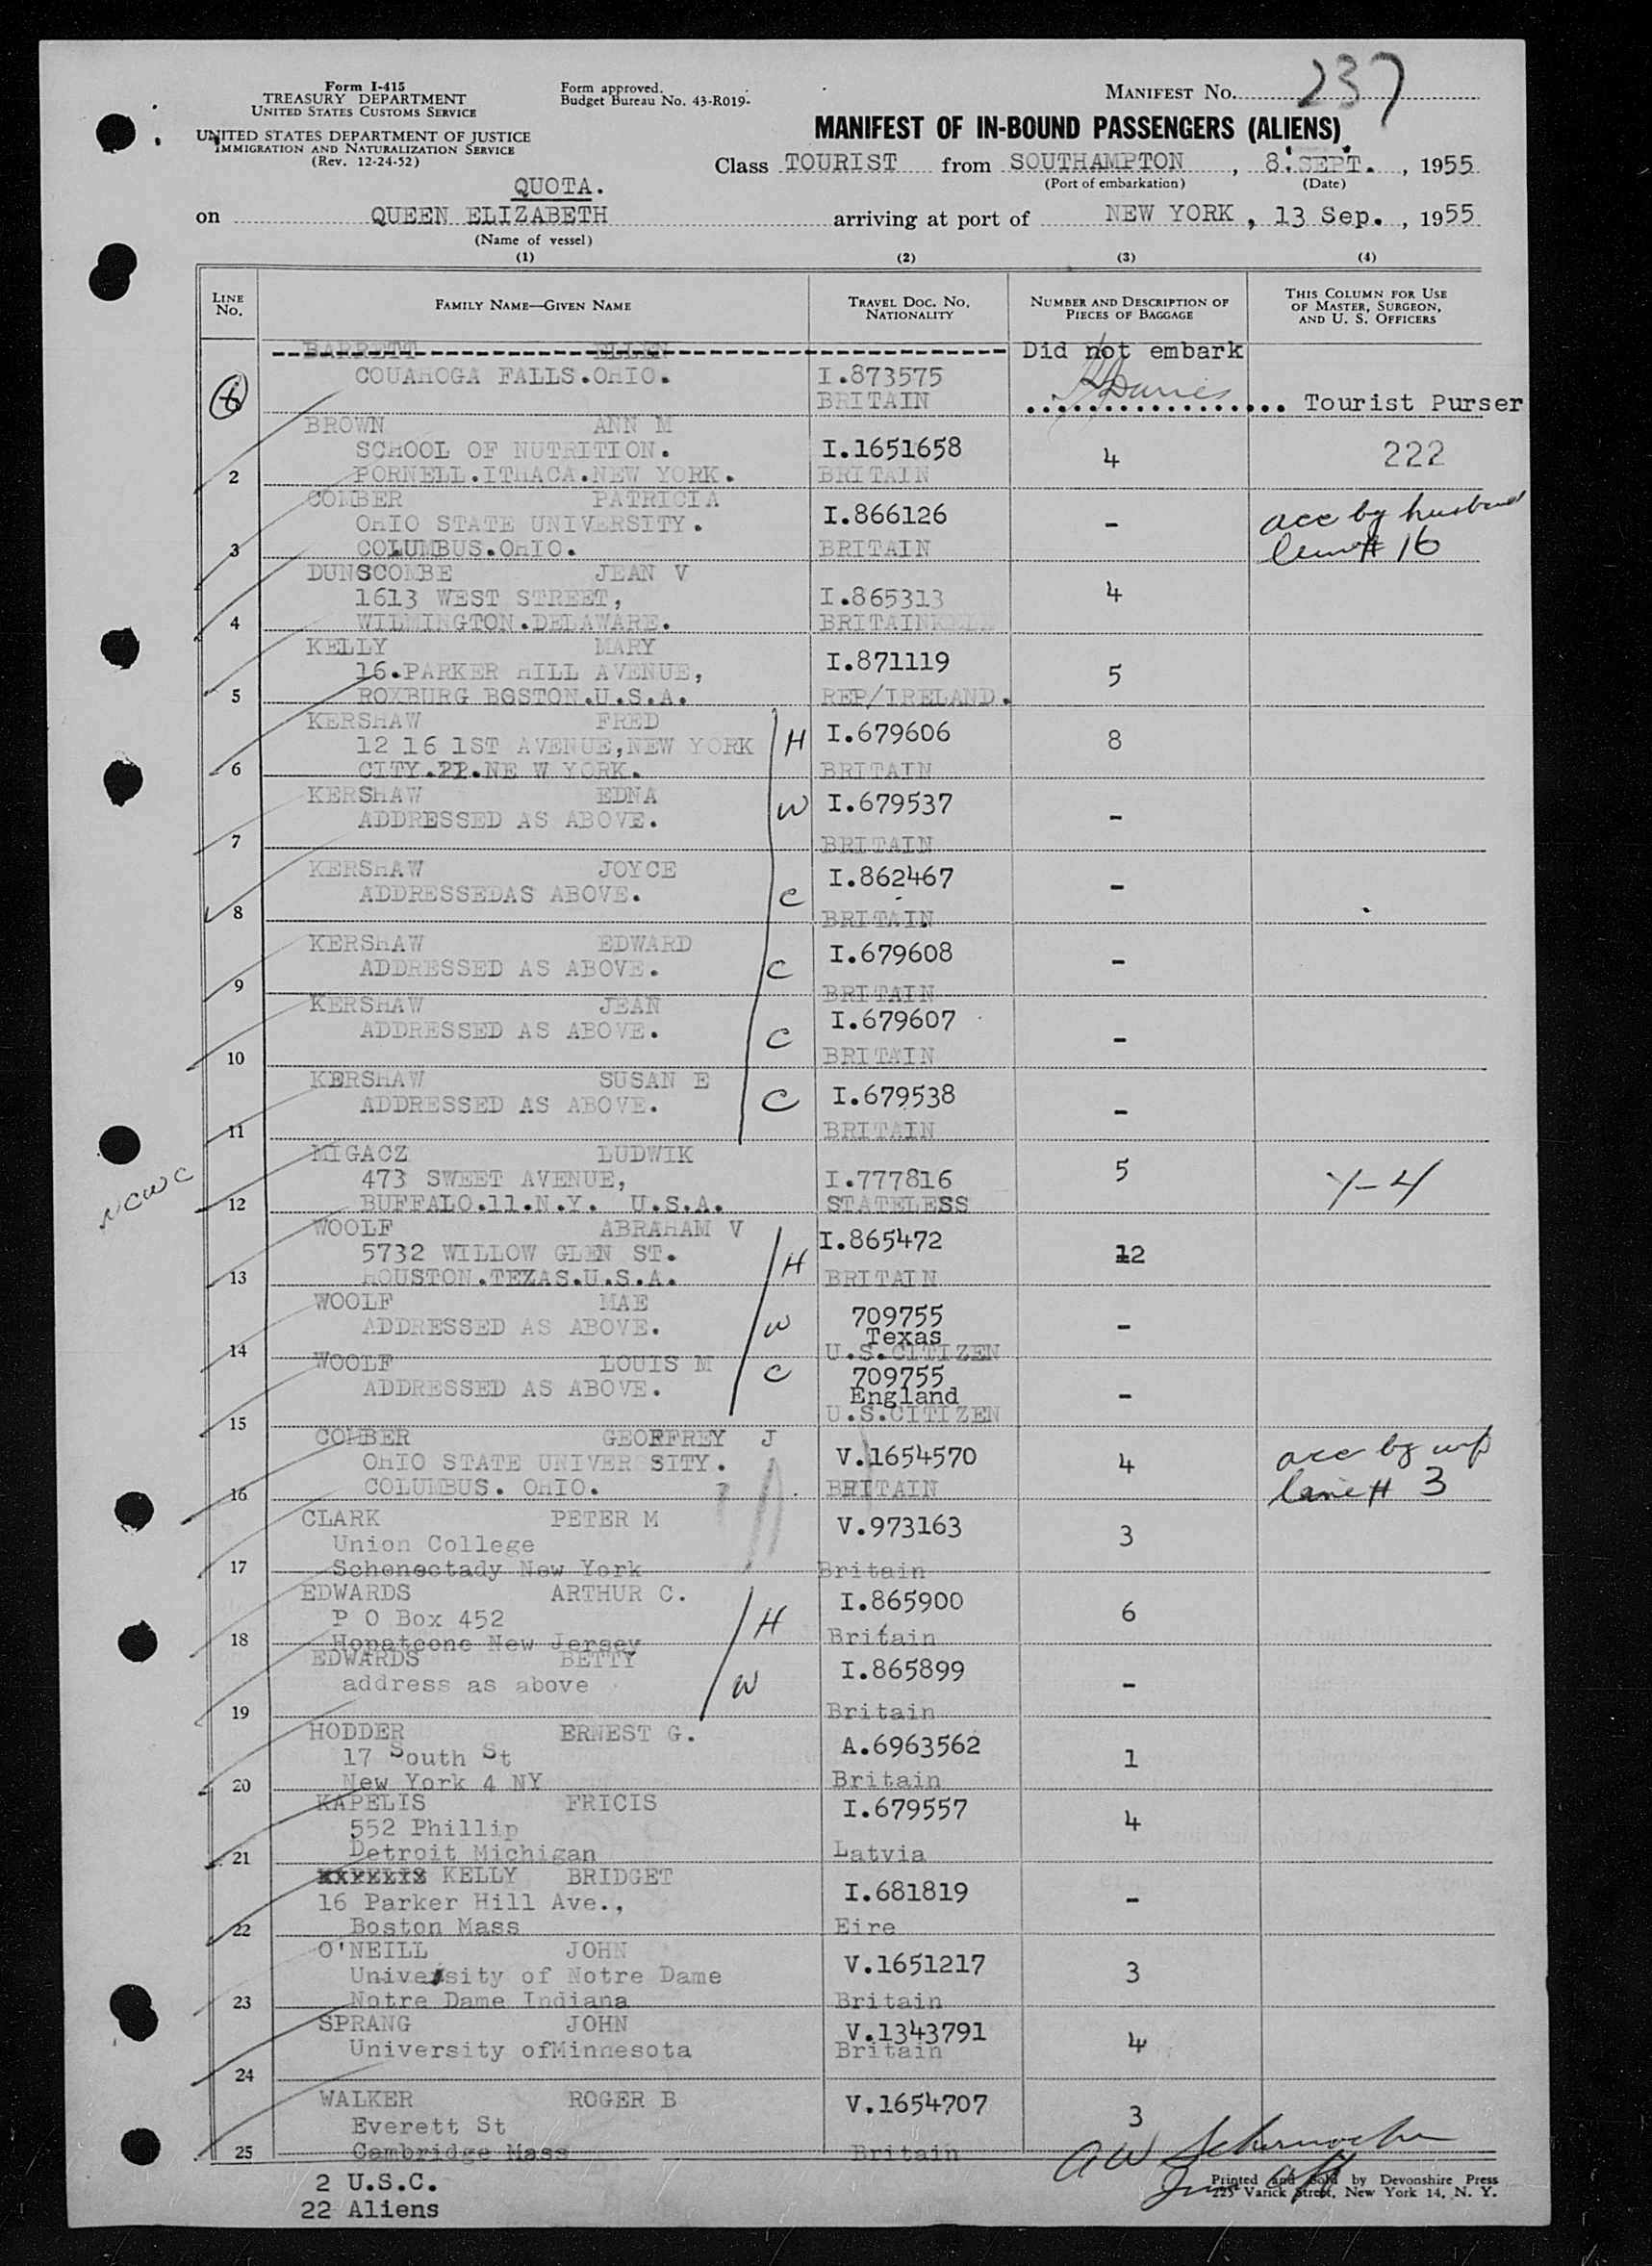 Form I-415
TREASURY DEPARTMENT
UNITED STATES CUSTOMS SERVICE
UNITED STATES DEPARTMENT OF JUSTICE
IMMIGRATION AND NATURALIZATION SERVICE
(Rev. 12-24-52)
Form approved.
Budget Bureau No. 43-R019-
MANIFEST NO. 237
MANIFEST OF IN-BOUND PASSENGERS (ALIENS)
Class TOURIST from SOUTHAMPTON, 8.SEPT., 1955
(Port of embarkation) (Date)
QUOTA.
on QUEEN ELIZABETH arriving at port of NEW YORK, 13 Sep., 1955
(Name of vessel)
(1) (2) (3) (4)
LINE NO. FAMILY NAME—GIVEN NAME TRAVEL DOC. NO. NATIONALITY NUMBER AND DESCRIPTION OF PIECES OF BAGGAGE THIS COLUMN FOR USE OF MASTER, SURGEON, AND U. S. OFFICERS
BARRETT ELLEN Did not embark
COUAHOGA FALLS.OHIO. I.873575
BRITAIN Tourist Purser
BROWN ANN M
SCHOOL OF NUTRITION. I.1651658 4 222
2 PORNELL.ITHACA.NEW YORK. BRITAIN
COMBER PATRICIA
OHIO STATE UNIVERSITY. I.866126 - acc by husband
3 COLUMBUS.OHIO. BRITAIN line # 16
DUNSCOMBE JEAN V
1613 WEST STREET, I.865313 4
4 WILMINGTON.DELAWARE. BRITAIN
KELLY MARY
16.PARKER HILL AVENUE, I.871119 5
5 ROXBURG BOSTON.U.S.A. REP/IRELAND.
KERSHAW FRED
12 16 1ST AVENUE,NEW YORK H I.679606 8
6 CITY.21.NE W YORK. BRITAIN
KERSHAW EDNA W I.679537
ADDRESSED AS ABOVE. -
7 BRITAIN
KERSHAW JOYCE I.862467
ADDRESSEDAS ABOVE. C -
8 BRITAIN
KERSHAW EDWARD I.679608
ADDRESSED AS ABOVE. C -
9 BRITAIN
KERSHAW JEAN I.679607
ADDRESSED AS ABOVE. C -
10 BRITAIN
KERSHAW SUSAN E I.679538
ADDRESSED AS ABOVE. C -
11 BRITAIN
MIGACZ LUDWIK
NCWC 473 SWEET AVENUE, I.777816 5 Y-4
12 BUFFALO.11.N.Y. U.S.A. STATELESS
WOOLF ABRAHAM V I.865472
5732 WILLOW GLEN ST. H 12
13 HOUSTON.TEXAS.U.S.A. BRITAIN
WOOLF MAE 709755
ADDRESSED AS ABOVE. W Texas -
14 U.S.CITIZEN
WOOLF LOUIS M 709755
ADDRESSED AS ABOVE. C England -
15 U.S.CITIZEN
COMBER GEOFFREY J
OHIO STATE UNIVERSITY. V.1654570 4 acc by wife
16 COLUMBUS. OHIO. BRITAIN line # 3
CLARK PETER M V.973163
Union College 3
17 Schenectady New York Britain
EDWARDS ARTHUR C. I.865900
P O Box 452 H 6
18 Hopatcone New Jersey Britain
EDWARDS BETTY I.865899
address as above W -
19 Britain
HODDER ERNEST G. A.6963562
17 South St 1
20 New York 4 NY Britain
KAPELIS FRICIS I.679557
552 Phillip 4
21 Detroit Michigan Latvia
KELLY BRIDGET
16 Parker Hill Ave., I.681819 -
22 Boston Mass Eire
O'NEILL JOHN
University of Notre Dame V.1651217 3
23 Notre Dame Indiana Britain
SPRANG JOHN V.1343791
University ofMinnesota Britain 4
24
WALKER ROGER B V.1654707
Everett St 3
25 Cambridge Mass Britain
2 U.S.C.
22 Aliens
Printed and Sold by Devonshire Press
225 Varick Street, New York 14, N. Y.